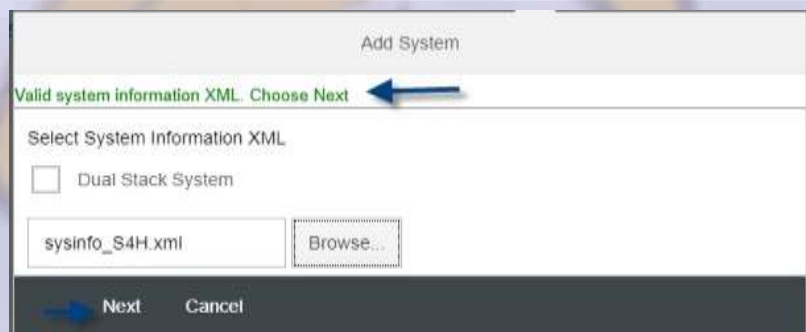 Add System
Valid system information XML. Choose Next
Select System Information XML
Dual Stack System
sysinfo_S4H.xml Browse...
Next Cancel